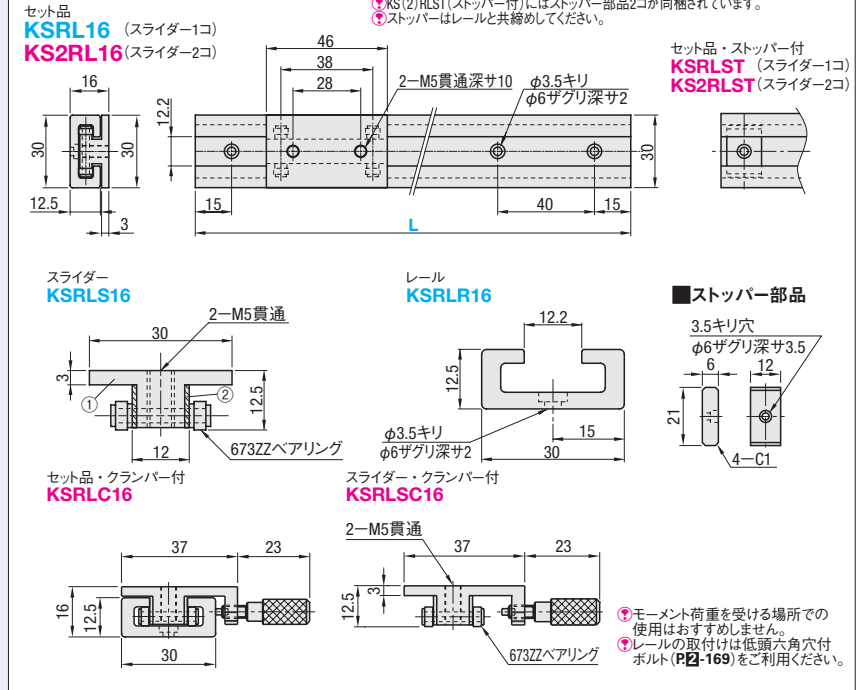 セット品
KSRL16 (スライダー1コ)
KS2RL16(スライダー2コ)
KS(2)RLST(ストッパー付)にはストッパー部品2コが同梱されています。
ストッパーはレールと共締めしてください。
セット品・ストッパー付
KSRLST (スライダー1コ)
KS2RLST(スライダー2コ)
16
30
30
12.5
3
46
38
28
2−M5貫通深サ10
φ3.5キリ
φ6ザグリ深サ2
12.2
30
15
40
15
L
スライダー
KSRLS16
2−M5貫通
30
3
①
②
12.5
12
673ZZベアリング
レール
KSRLR16
12.2
12.5
φ3.5キリ
φ6ザグリ深サ2
15
30
■ストッパー部品
3.5キリ穴
φ6ザグリ深サ3.5
6
12
21
4−C1
セット品・クランパー付
KSRLC16
37
23
16
12.5
30
スライダー・クランパー付
KSRLSC16
2−M5貫通
37
23
3
12.5
673ZZベアリング
モーメント荷重を受ける場所での
使用はおすすめしません。
レールの取付けは低頭六角穴付
ボルト(P.2-169)をご利用ください。